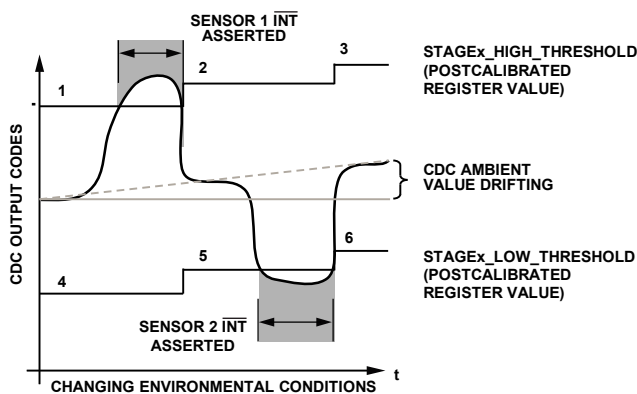 SENSOR 1 INT
ASSERTED
1
2
3
STAGEx_HIGH_THRESHOLD
(POSTCALIBRATED
REGISTER VALUE)
CDC OUTPUT CODES
CDC AMBIENT
VALUE DRIFTING
4
5
6
STAGEx_LOW_THRESHOLD
(POSTCALIBRATED
REGISTER VALUE)
SENSOR 2 INT
ASSERTED
t
CHANGING ENVIRONMENTAL CONDITIONS